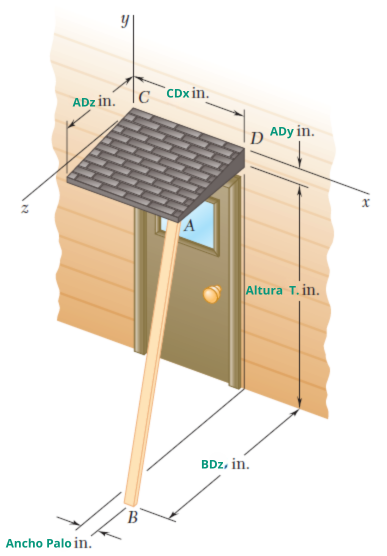 y
ADz in.
C
CDx in.
D
ADy in.
z
x
A
Altura T. in.
BDz, in.
B
Ancho Palo in.